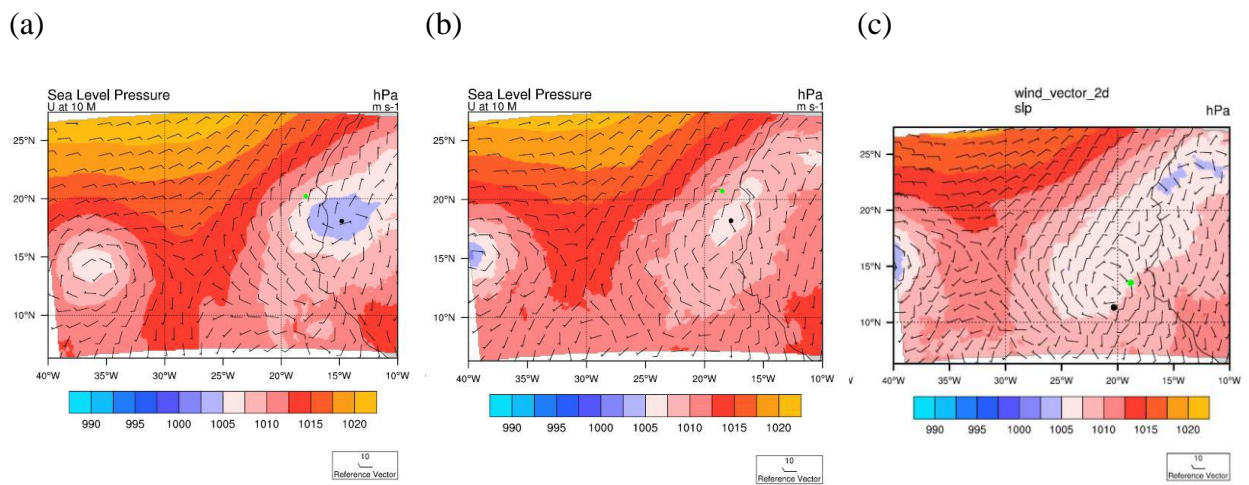 (a)
(b)
(c)
Sea Level Pressure hPa
U at 10 M m s-1
25°N
20°N
15°N
10°N
40°W 35°W 30°W 25°W 20°W 15°W 10°W
990 995 1000 1005 1010 1015 1020
10
Reference Vector
Sea Level Pressure hPa
U at 10 M m s-1
25°N
20°N
15°N
10°N
40°W 35°W 30°W 25°W 20°W 15°W 10°W
990 995 1000 1005 1010 1015 1020
10
Reference Vector
wind_vector_2d
slp hPa
25°N
20°N
15°N
10°N
40°W 35°W 30°W 25°W 20°W 15°W 10°W
990 995 1000 1005 1010 1015 1020
10
Reference Vector